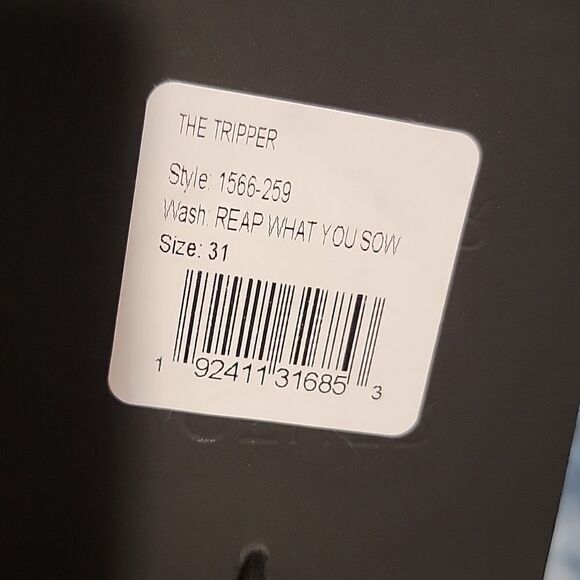 THE TRIPPER
Style: 1566-259
Wash: REAP WHAT YOU SOW
Size: 31
1 92411 31685 3